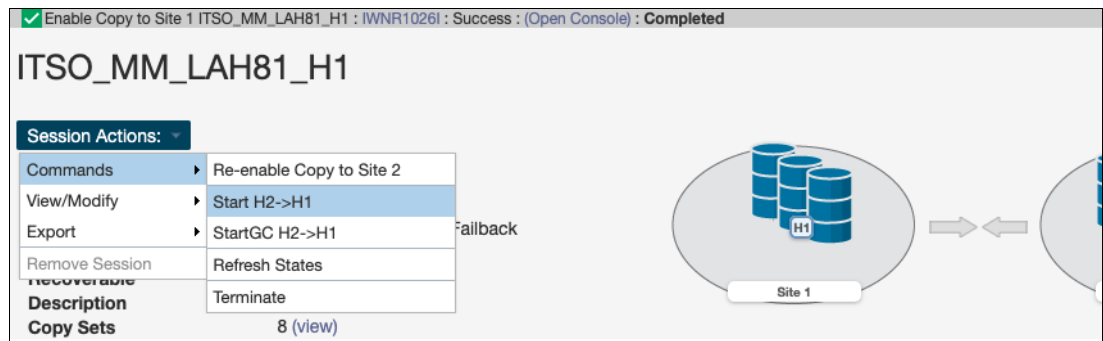 Enable Copy to Site 1 ITSO_MM_LAH81_H1 : IWNR1026I : Success : (Open Console) : Completed
ITSO_MM_LAH81_H1
Session Actions:
Commands
View/Modify
Export
Remove Session
Re-enable Copy to Site 2
Start H2->H1
StartGC H2->H1
Refresh States
Terminate
Failback
Recoverable
Description
Copy Sets 8 (view)
H1
Site 1